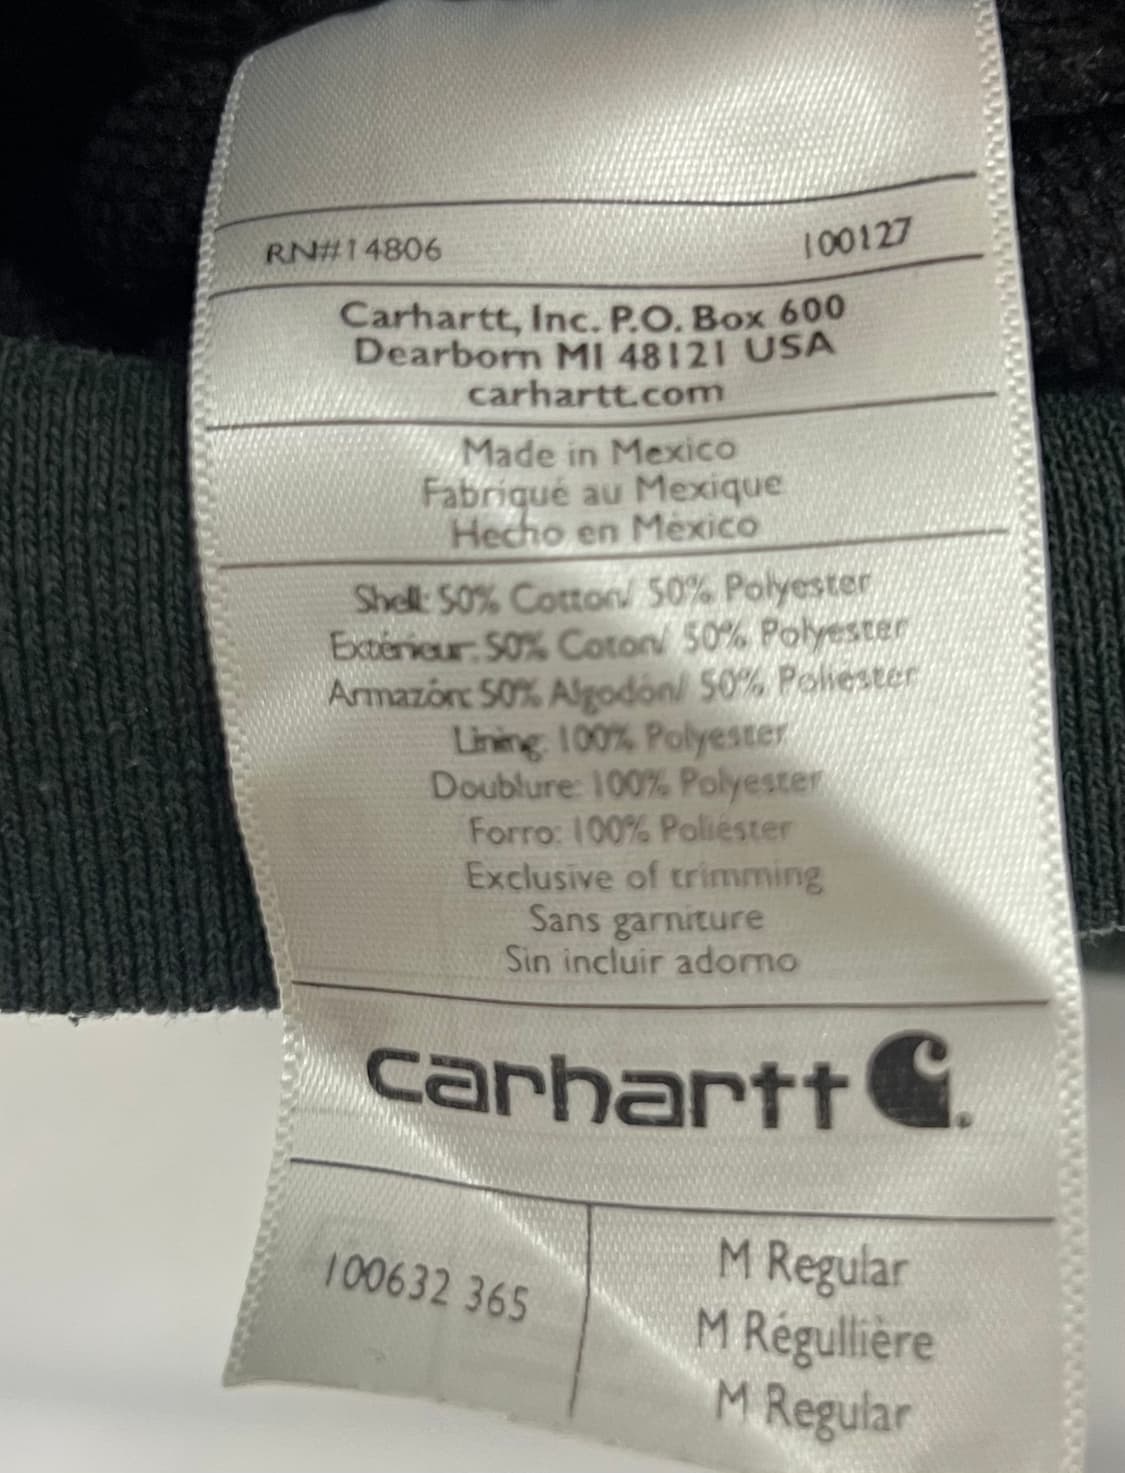 RN#14806 100127
Carhartt, Inc. P.O. Box 600
Dearborn MI 48121 USA
carhartt.com
Made in Mexico
Fabriqué au Mexique
Hecho en México
Shell: 50% Cotton/ 50% Polyester
Extérieur: 50% Coton/ 50% Polyester
Armazón: 50% Algodón/ 50% Poliéster
Lining: 100% Polyester
Doublure: 100% Polyester
Forro: 100% Poliéster
Exclusive of trimming
Sans garniture
Sin incluir adorno
carhartt
100632 365
M Regular
M Régullière
M Regular